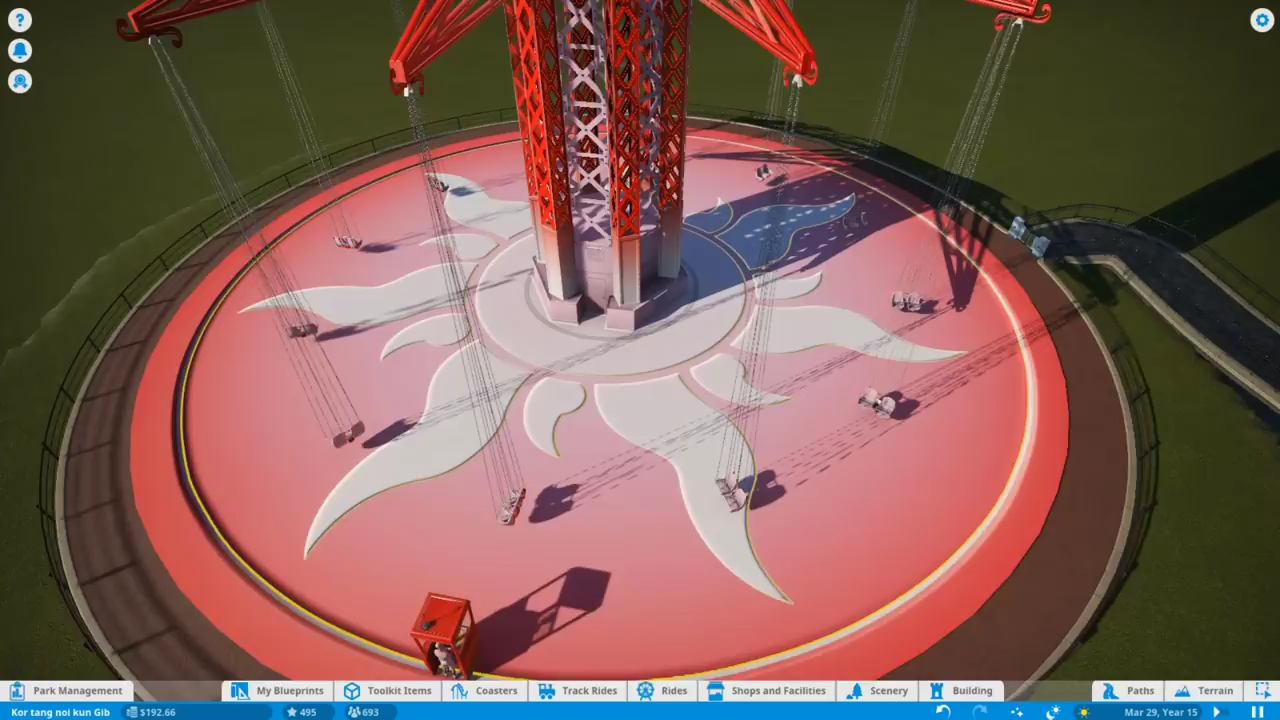 Park Management
My Blueprints
Toolkit Items
Coasters
Track Rides
Rides
Shops and Facilities
Scenery
Building
Paths
Terrain
Kor tang noi kun Gib
$192.66
495
693
Mar 29, Year 15